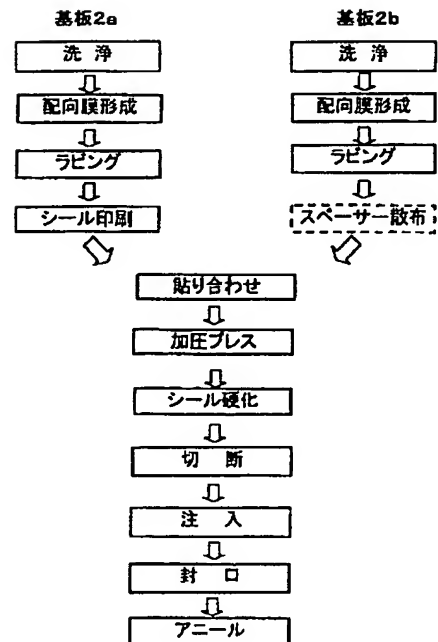 基板2a
洗 浄
配向膜形成
ラビング
シール印刷
基板2b
洗 浄
配向膜形成
ラビング
スペーサー散布
貼り合わせ
加圧プレス
シール硬化
切 断
注 入
封 口
アニール